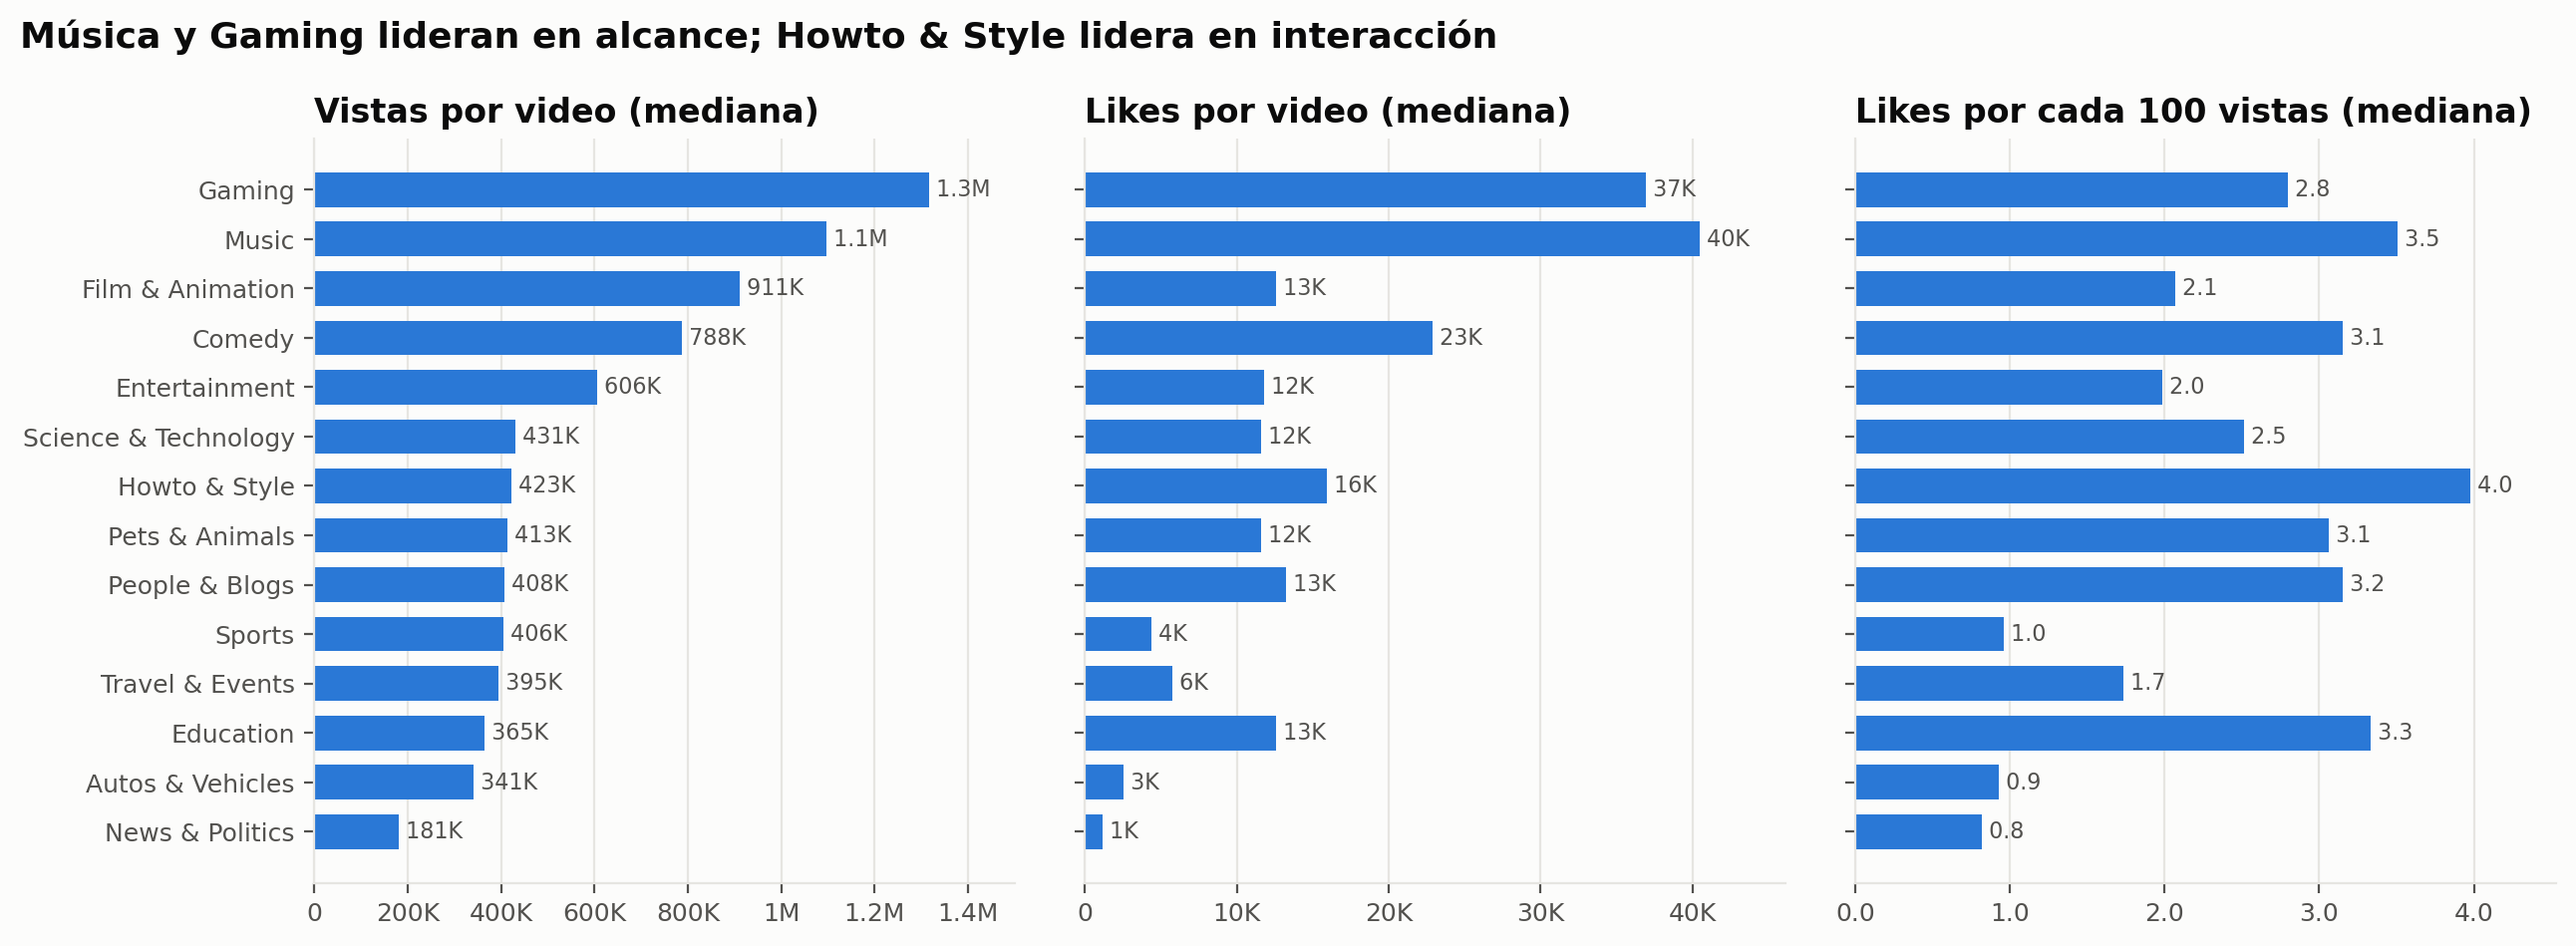 Música y Gaming lideran en alcance; Howto & Style lidera en interacción
Vistas por video (mediana)
Likes por video (mediana)
Likes por cada 100 vistas (mediana)
Gaming 1.3M 37K 2.8
Music 1.1M 40K 3.5
Film & Animation 911K 13K 2.1
Comedy 788K 23K 3.1
Entertainment 606K 12K 2.0
Science & Technology 431K 12K 2.5
Howto & Style 423K 16K 4.0
Pets & Animals 413K 12K 3.1
People & Blogs 408K 13K 3.2
Sports 406K 4K 1.0
Travel & Events 395K 6K 1.7
Education 365K 13K 3.3
Autos & Vehicles 341K 3K 0.9
News & Politics 181K 1K 0.8
0 200K 400K 600K 800K 1M 1.2M 1.4M
0 10K 20K 30K 40K
0.0 1.0 2.0 3.0 4.0